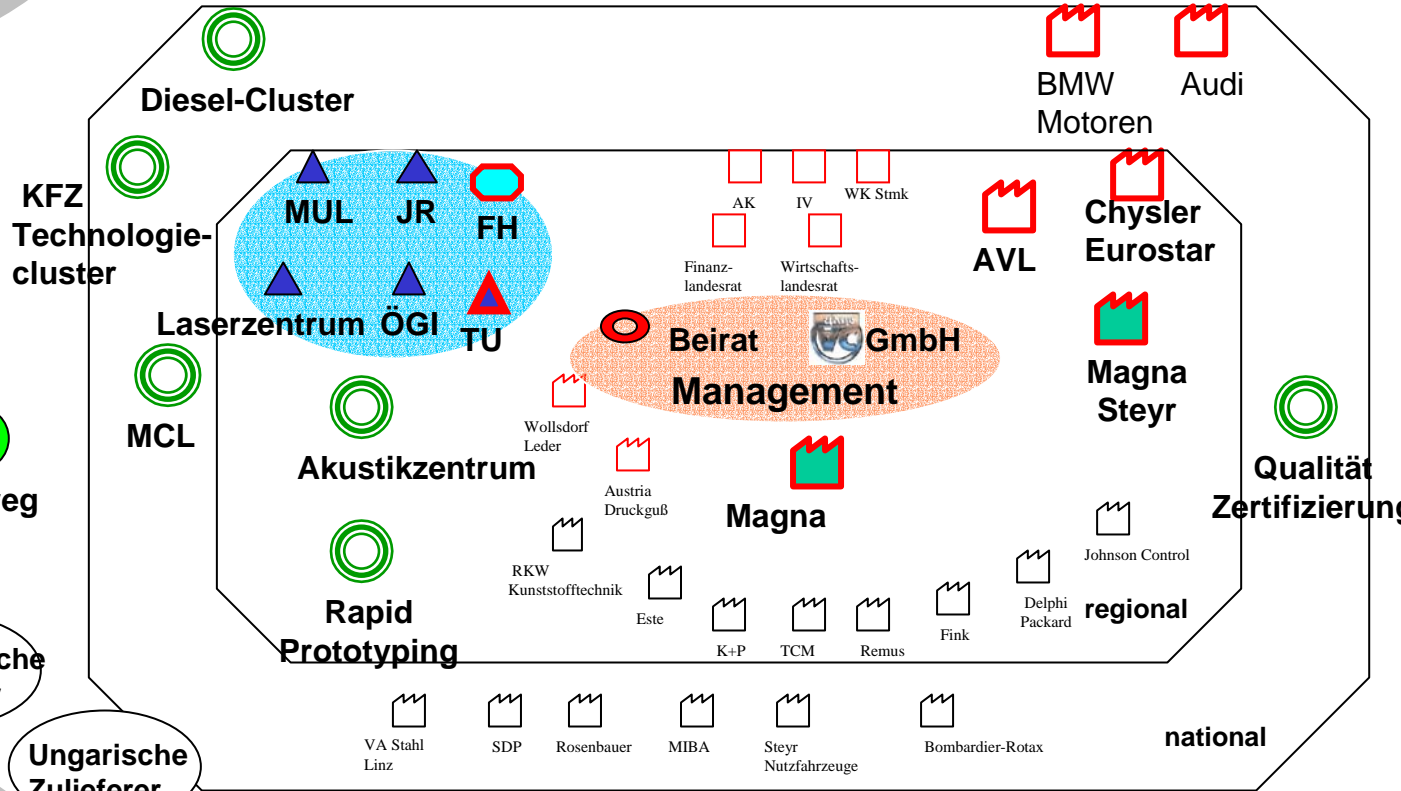 BMW
Motoren
Audi
Diesel-Cluster
KFZ
Technologie-
cluster
MUL
JR
FH
AK
IV
WK Stmk
Chysler
Eurostar
AVL
Finanz-
landesrat
Wirtschafts-
landesrat
Laserzentrum
ÖGI
TU
Beirat
GmbH
Management
Magna
Steyr
MCL
Wollsdorf
Leder
Akustikzentrum
Qualität
Zertifizierung
Austria
Druckguß
Magna
eg
Johnson Control
RKW
Kunststofftechnik
Este
Delphi
Packard
regional
Rapid
Prototyping
K+P
TCM
Remus
Fink
che
VA Stahl
Linz
SDP
Rosenbauer
MIBA
Steyr
Nutzfahrzeuge
Bombardier-Rotax
national
Ungarische
Zulieferer